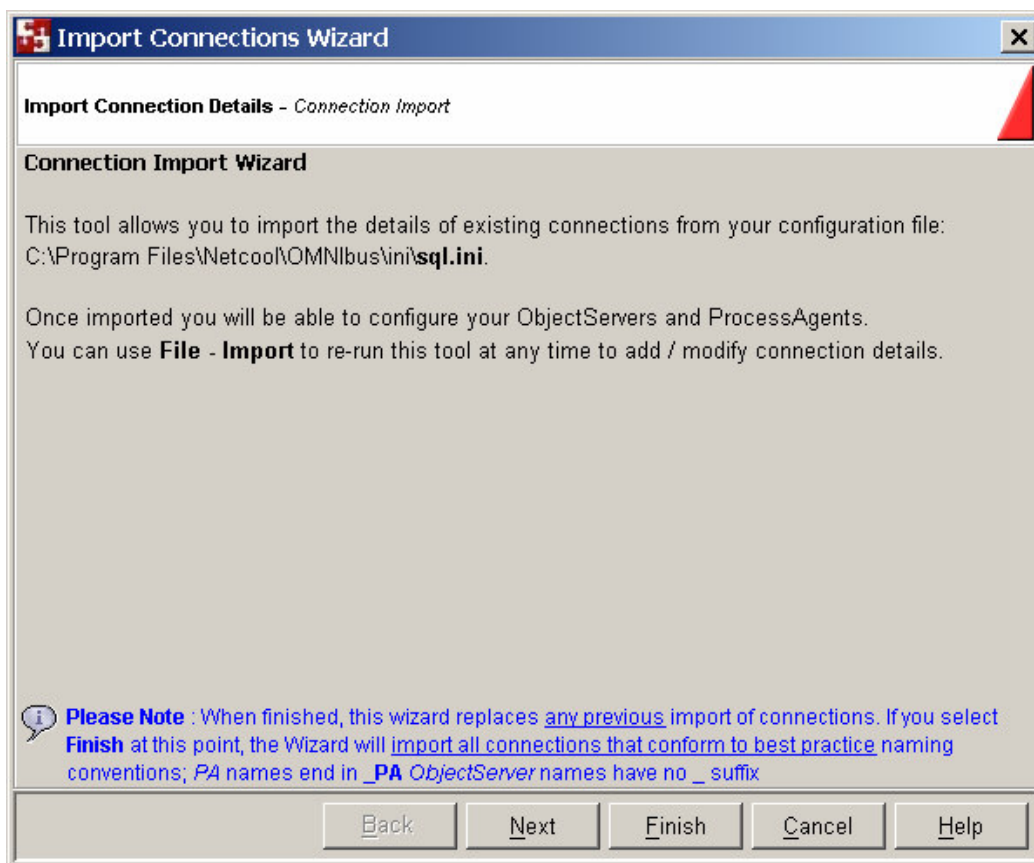 Import Connections Wizard
Import Connection Details - Connection Import
Connection Import Wizard
This tool allows you to import the details of existing connections from your configuration file:
C:\Program Files\Netcool\OMNIbus\ini\sql.ini.
Once imported you will be able to configure your ObjectServers and ProcessAgents.
You can use File - Import to re-run this tool at any time to add / modify connection details.
Please Note : When finished, this wizard replaces any previous import of connections. If you select
Finish at this point, the Wizard will import all connections that conform to best practice naming
conventions; PA names end in _PA ObjectServer names have no _ suffix
Back Next Finish Cancel Help